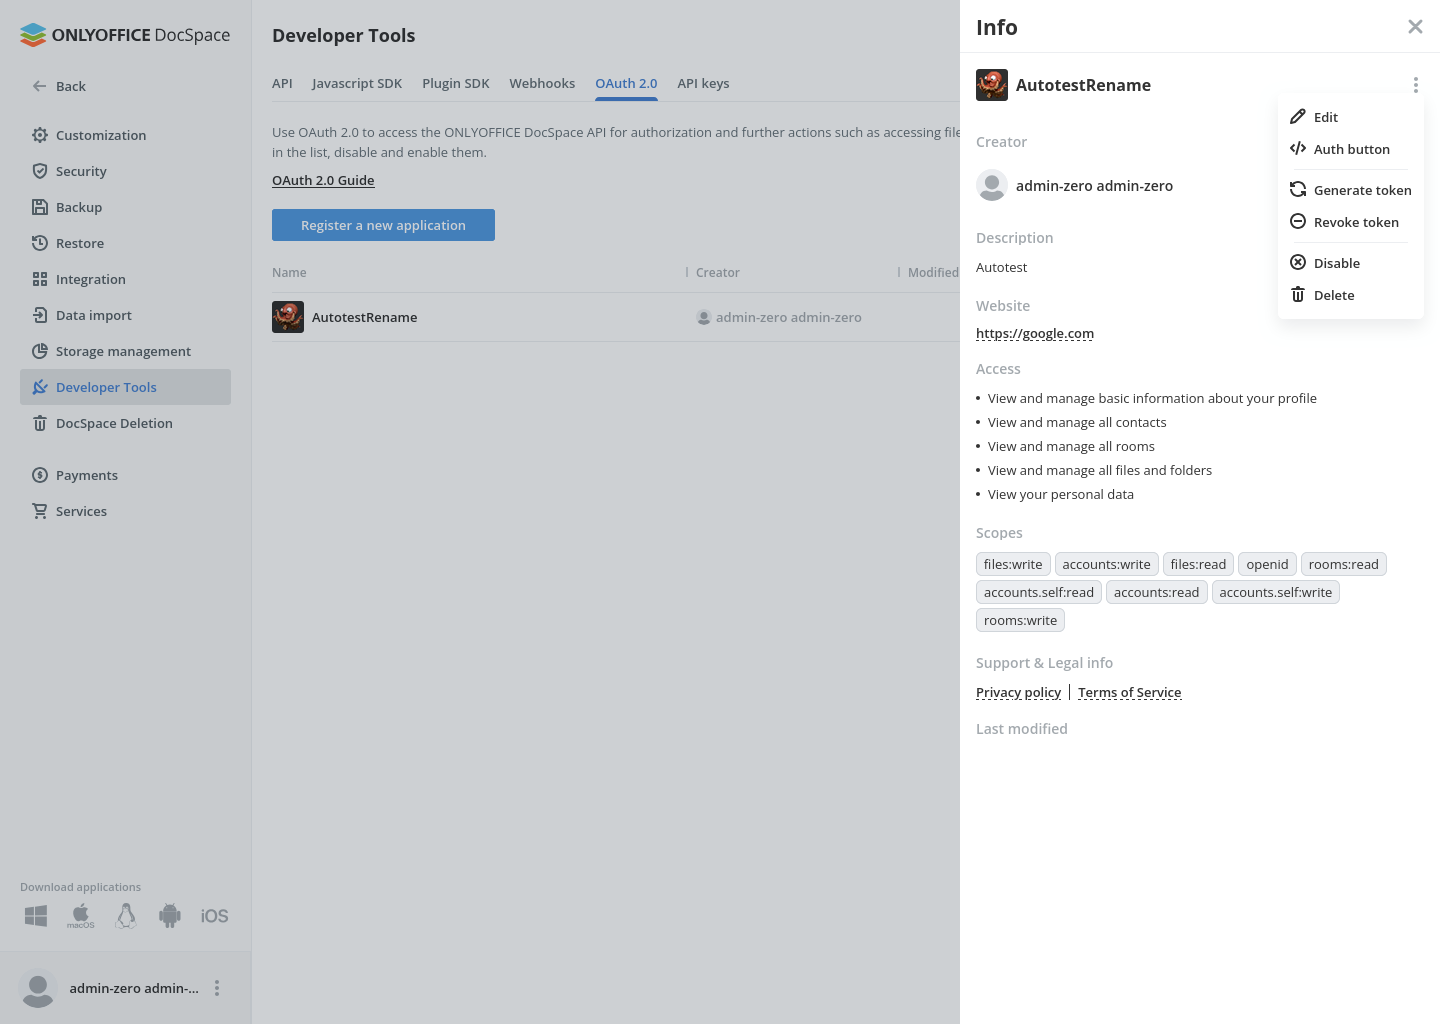 ONLYOFFICE DocSpace
Back
Customization
Security
Backup
Restore
Integration
Data import
Storage management
Developer Tools
DocSpace Deletion
Payments
Services
Download applications
macOS
iOS
admin-zero admin-...
Developer Tools
API Javascript SDK Plugin SDK Webhooks OAuth 2.0 API keys
Use OAuth 2.0 to access the ONLYOFFICE DocSpace API for authorization and further actions such as accessing file
in the list, disable and enable them.
OAuth 2.0 Guide
Register a new application
Name Creator Modified
AutotestRename admin-zero admin-zero
Info
AutotestRename
Edit
Auth button
Generate token
Revoke token
Disable
Delete
Creator
admin-zero admin-zero
Description
Autotest
Website
https://google.com
Access
• View and manage basic information about your profile
• View and manage all contacts
• View and manage all rooms
• View and manage all files and folders
• View your personal data
Scopes
files:write accounts:write files:read openid rooms:read
accounts.self:read accounts:read accounts.self:write
rooms:write
Support & Legal info
Privacy policy Terms of Service
Last modified